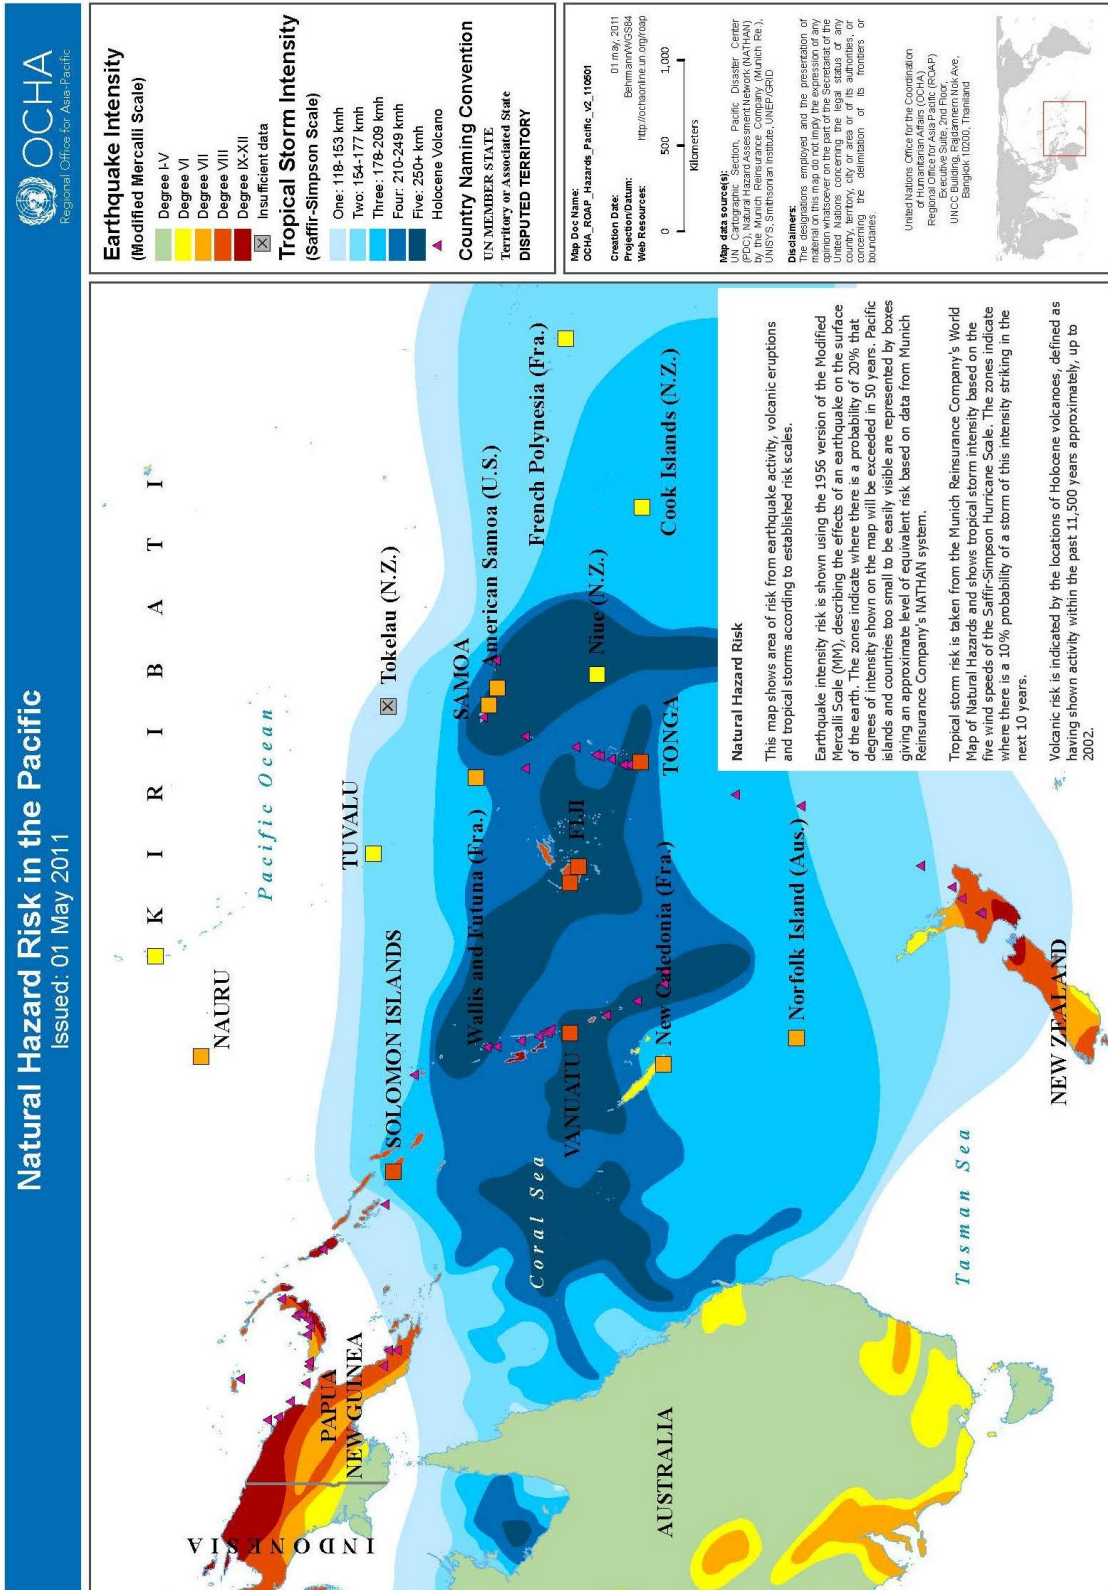 Natural Hazard Risk in the Pacific
Issued: 01 May 2011
OCHA
Regional Office for Asia-Pacific
K I R I B A T I
NAURU
Pacific Ocean
TUVALU
Tokelau (N.Z.)
SOLOMON ISLANDS
PAPUA
NEW GUINEA
INDONESIA
SAMOA
American Samoa (U.S.)
Wallis and Futuna (Fra.)
French Polynesia (Fra.)
Coral Sea
VANUATU
FIJI
Niue (N.Z.)
TONGA
Cook Islands (N.Z.)
New Caledonia (Fra.)
AUSTRALIA
Norfolk Island (Aus.)
Tasman Sea
NEW ZEALAND
Natural Hazard Risk
This map shows area of risk from earthquake activity, volcanic eruptions
and tropical storms according to established risk scales.
Earthquake intensity risk is shown using the 1956 version of the Modified
Mercalli Scale (MM), describing the effects of an earthquake on the surface
of the earth. The zones indicate where there is a probability of 20% that
degrees of intensity shown on the map will be exceeded in 50 years. Pacific
islands and countries too small to be easily visible are represented by boxes
giving an approximate level of equivalent risk based on data from Munich
Reinsurance Company's NATHAN system.
Tropical storm risk is taken from the Munich Reinsurance Company's World
Map of Natural Hazards and shows tropical storm intensity based on the
five wind speeds of the Saffir-Simpson Hurricane Scale. The zones indicate
where there is a 10% probability of a storm of this intensity striking in the
next 10 years.
Volcanic risk is indicated by the locations of Holocene volcanoes, defined as
having shown activity within the past 11,500 years approximately, up to
2002.
Earthquake Intensity
(Modified Mercalli Scale)
Degree I-V
Degree VI
Degree VII
Degree VIII
Degree IX-XII
Insufficient data
Tropical Storm Intensity
(Saffir-Simpson Scale)
One: 118-153 kmh
Two: 154-177 kmh
Three: 178-209 kmh
Four: 210-249 kmh
Five: 250+ kmh
Holocene Volcano
Country Naming Convention
UN MEMBER STATE
Territory or Associated State
DISPUTED TERRITORY
Map Doc Name:
OCHA_ROAP_Hazards_Pacific_v2_110501
Creation Date: 01 may, 2011
Projection/Datum: Behrmann/WGS84
Web Resources: http://ochaonline.un.org/roap
0 500 1,000
kilometers
Map data source(s):
UN Cartographic Section, Pacific Disaster Center
(PDC), Natural Hazard Assessment Network (NATHAN)
by the Munich Reinsurance Company (Munich Re.),
UNISYS, Smithsonian Institute, UNEP/GRID
Disclaimers:
The designations employed and the presentation of
material on this map do not imply the expression of any
opinion whatsoever on the part of the Secretariat of the
United Nations concerning the legal status of any
country, territory, city or area or of its authorities, or
concerning the delimitation of its frontiers or
boundaries.
United Nations Office for the Coordination
of Humanitarian Affairs (OCHA)
Regional Office for Asia Pacific (ROAP)
Executive Suite, 2nd Floor,
UNCC Building, Rajdamnern Nok Ave,
Bangkok 10200, Thailand